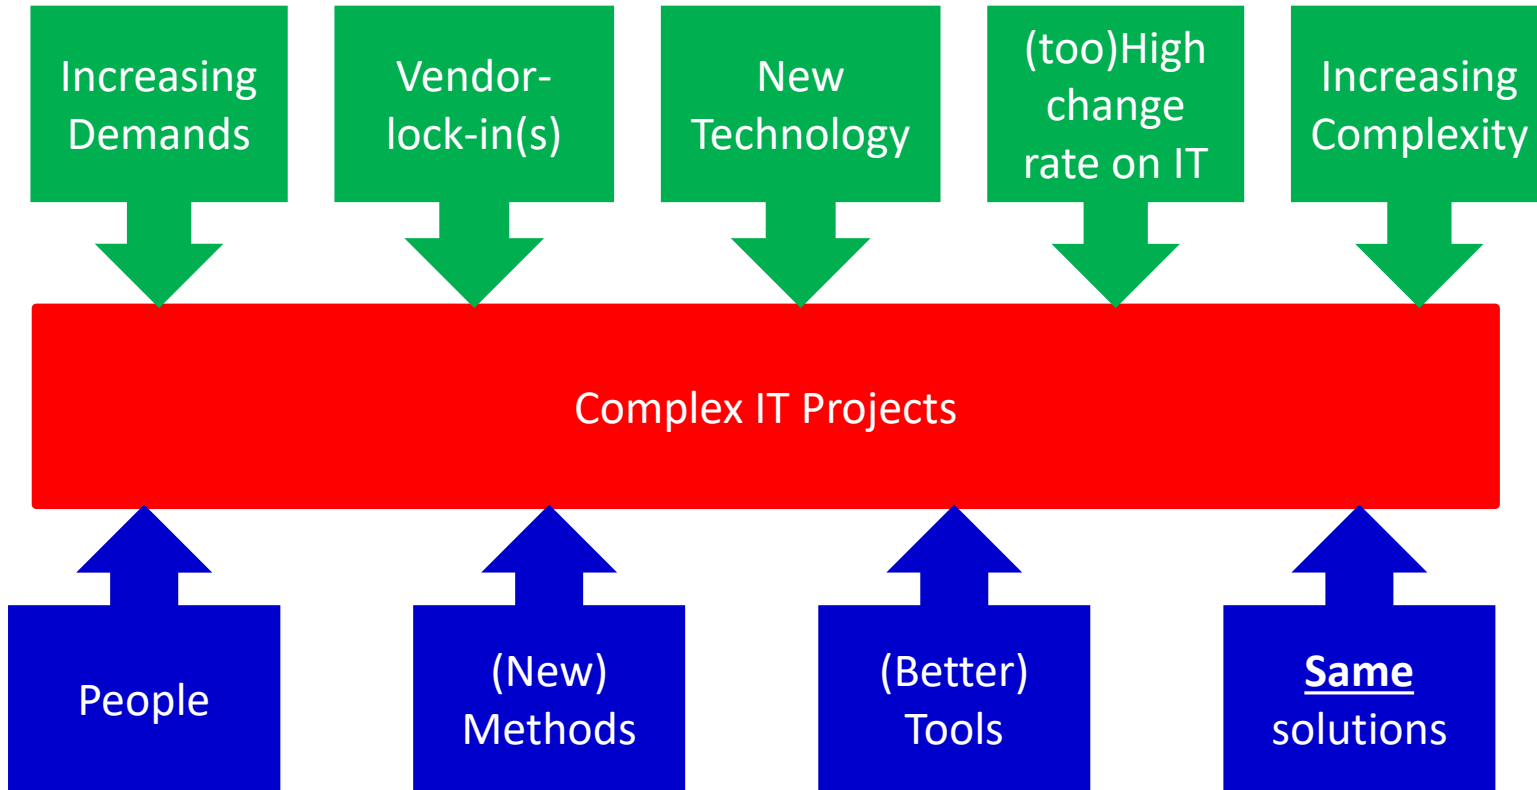 Increasing
Demands
Vendor-
lock-in(s)
New
Technology
(too)High
change
rate on IT
Increasing
Complexity
Complex IT Projects
People
(New)
Methods
(Better)
Tools
Same
solutions